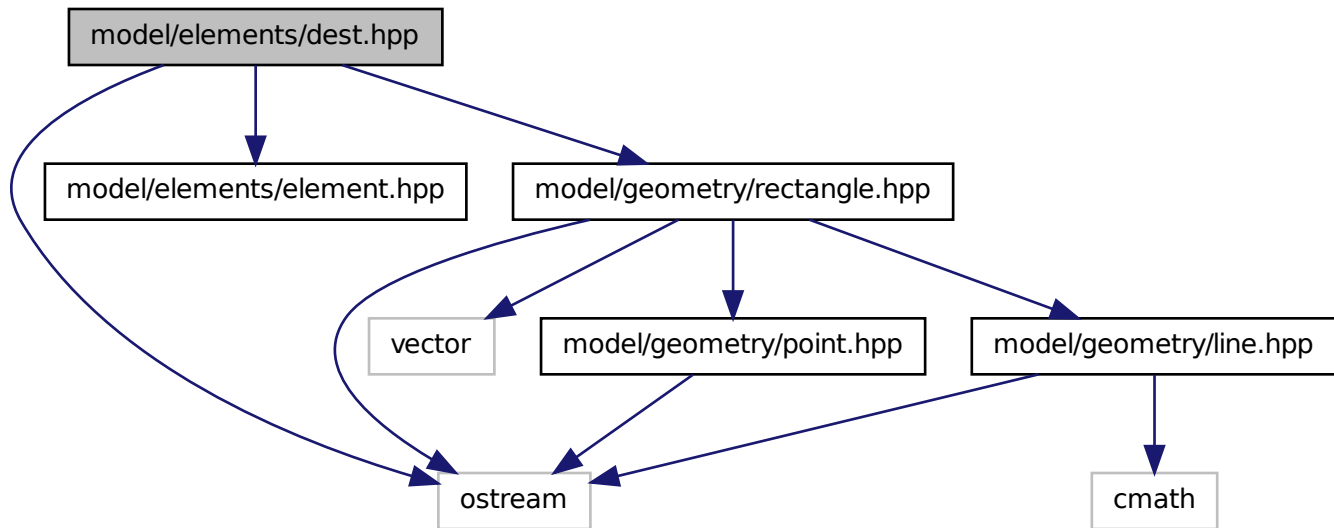 model/elements/dest.hpp
model/elements/element.hpp
model/geometry/rectangle.hpp
vector
model/geometry/point.hpp
model/geometry/line.hpp
ostream
cmath